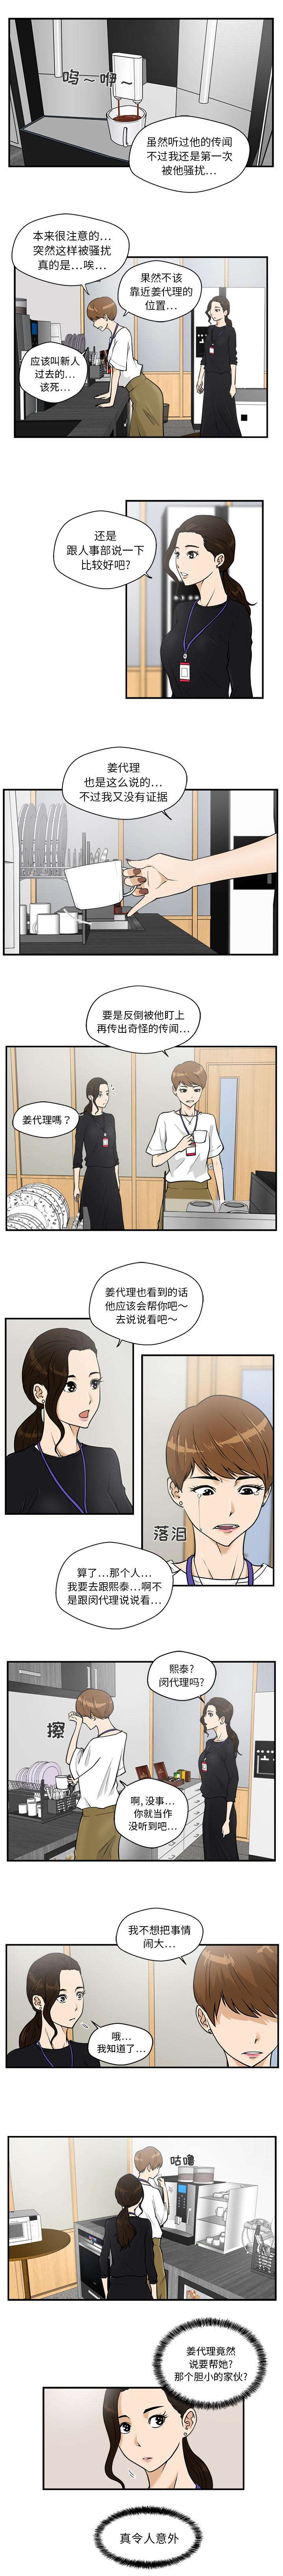 呜～咿～
虽然听过他的传闻
不过我还是第一次
被他骚扰...
本来很注意的...
突然这样被骚扰
真的是...唉...
果然不该
靠近姜代理的
位置...
应该叫新人
过去的...
该死...
还是
跟人事部说一下
比较好吧?
姜代理
也是这么说的...
不过我又没有证据
要是反倒被他盯上
再传出奇怪的传闻...
姜代理嗎？
姜代理也看到的话
他应该会帮你吧～
去说说看吧～
落泪
算了...那个人...
我要去跟熙泰...啊不
是跟闵代理说说看...
熙泰?
闵代理吗?
擦
啊,没事...
你就当作
没听到吧...
我不想把事情
闹大...
哦...
我知道了...
咕噜
姜代理竟然
说要帮她?
那个胆小的家伙?
真令人意外